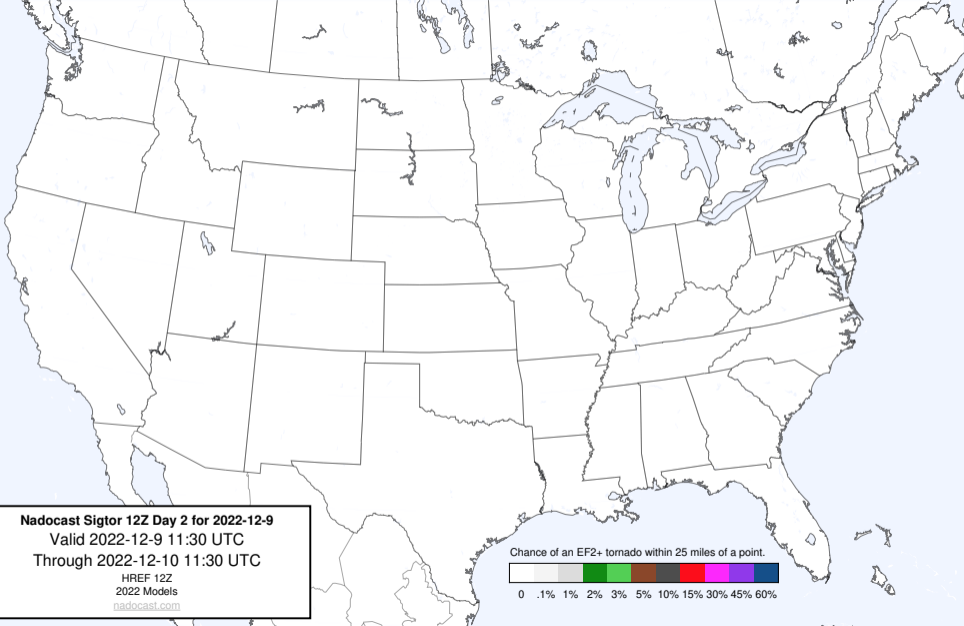 Nadocast Sigtor 12Z Day 2 for 2022-12-9
Valid 2022-12-9 11:30 UTC
Through 2022-12-10 11:30 UTC
HREF 12Z
2022 Models
nadocast.com
Chance of an EF2+ tornado within 25 miles of a point.
0 .1% 1% 2% 3% 5% 10% 15% 30% 45% 60%